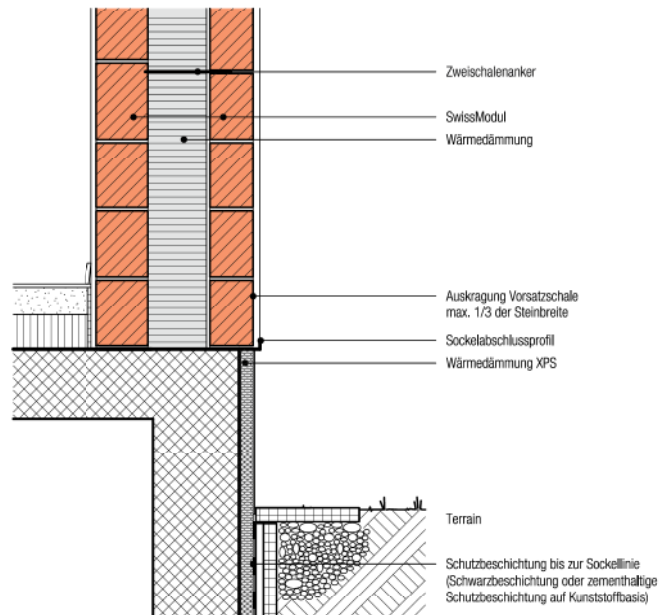 Zweischalenanker
SwissModul
Wärmedämmung
Auskragung Vorsatzschale
max. 1/3 der Steinbreite
Sockelabschlussprofil
Wärmedämmung XPS
Terrain
Schutzbeschichtung bis zur Sockellinie
(Schwarzbeschichtung oder zementhaltige
Schutzbeschichtung auf Kunststoffbasis)